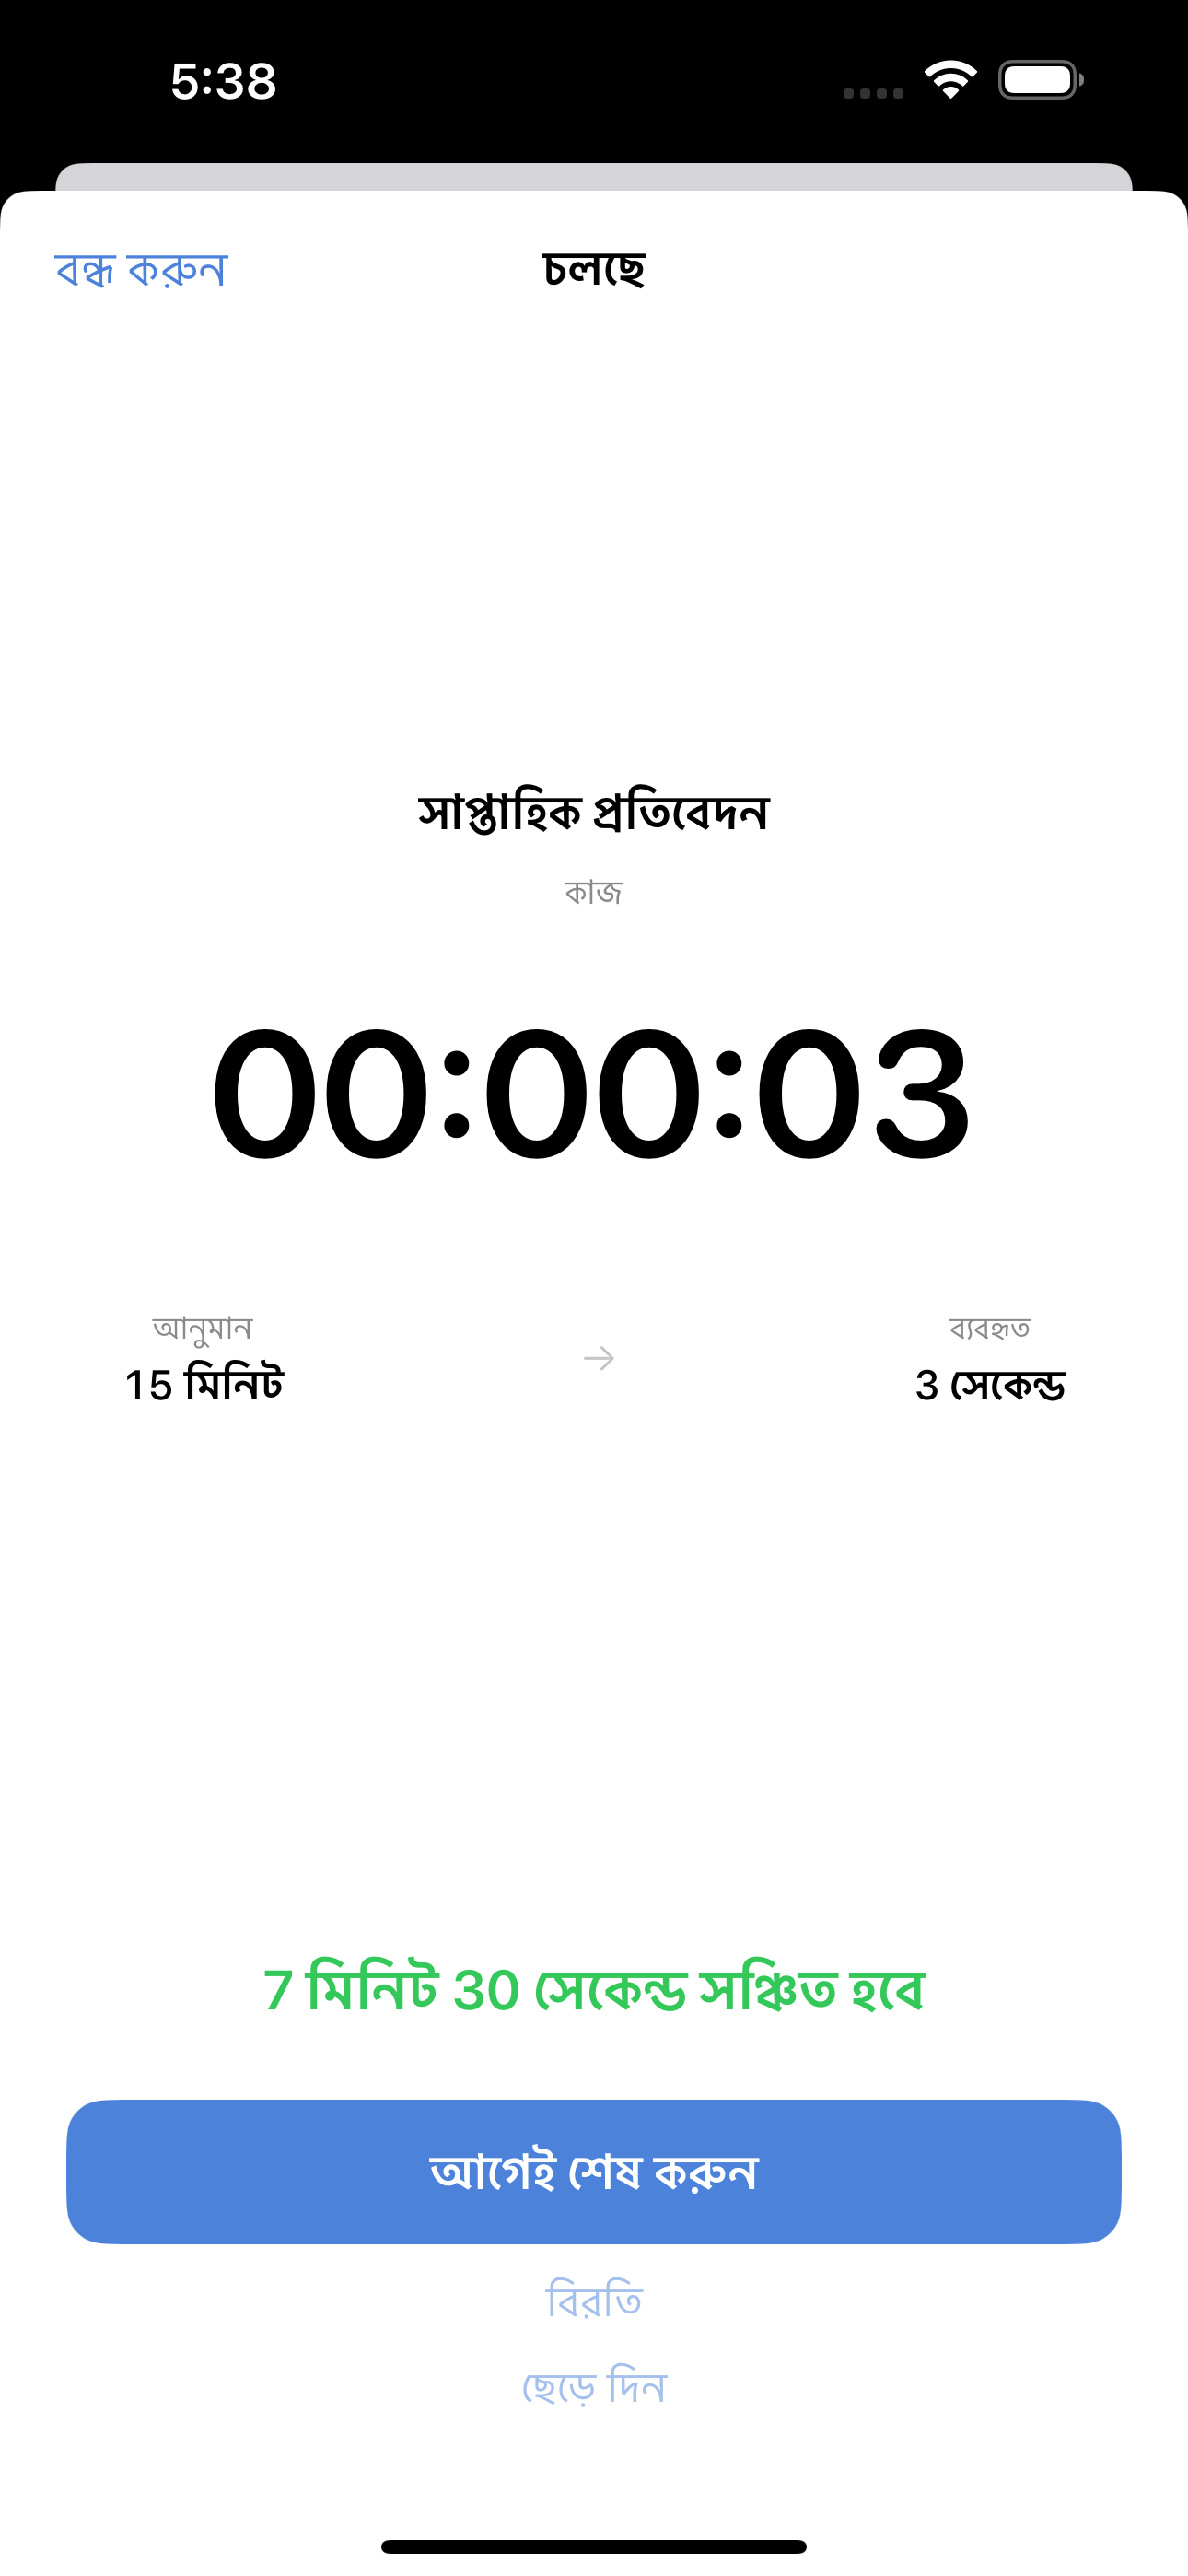 5:38
বন্ধ করুন
চলছে
সাপ্তাহিক প্রতিবেদন
কাজ
00:00:03
আনুমান
ব্যবহৃত
15 মিনিট
→
3 সেকেন্ড
7 মিনিট 30 সেকেন্ড সঞ্চিত হবে
আগেই শেষ করুন
বিরতি
ছেড়ে দিন